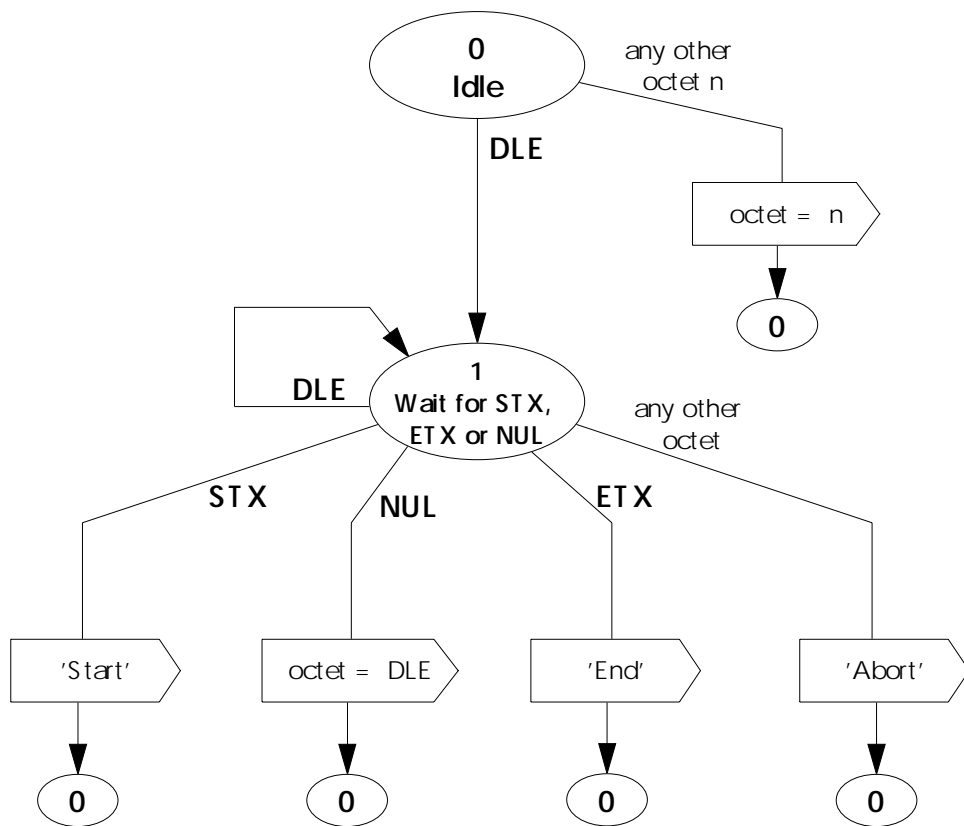 0
Idle
any other
octet n
DLE
octet = n
0
DLE
1
Wait for STX,
ETX or NUL
any other
octet
STX
NUL
ETX
'Start'
octet = DLE
'End'
'Abort'
0
0
0
0